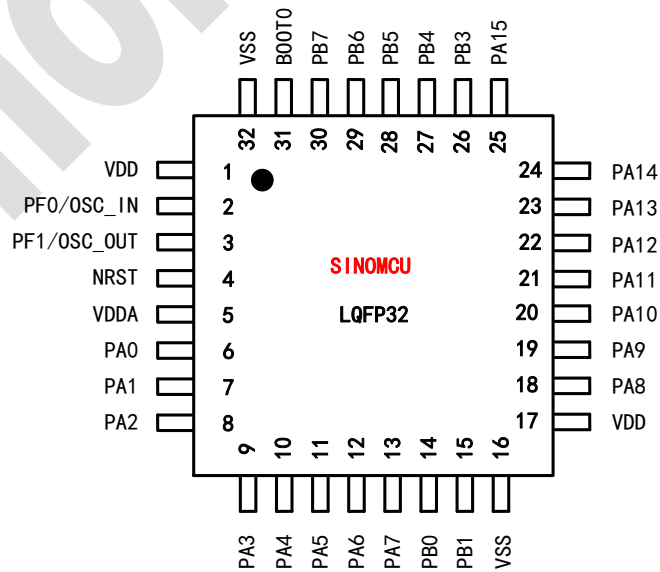 VSS
BOOT0
PB7
PB6
PB5
PB4
PB3
PA15
32
31
30
29
28
27
26
25
VDD
1
24
PA14
PF0/OSC_IN
2
23
PA13
PF1/OSC_OUT
3
22
PA12
NRST
4
SINOMCU
21
PA11
VDDA
5
LQFP32
20
PA10
PA0
6
19
PA9
PA1
7
18
PA8
PA2
8
17
VDD
9
10
11
12
13
14
15
16
PA3
PA4
PA5
PA6
PA7
PB0
PB1
VSS